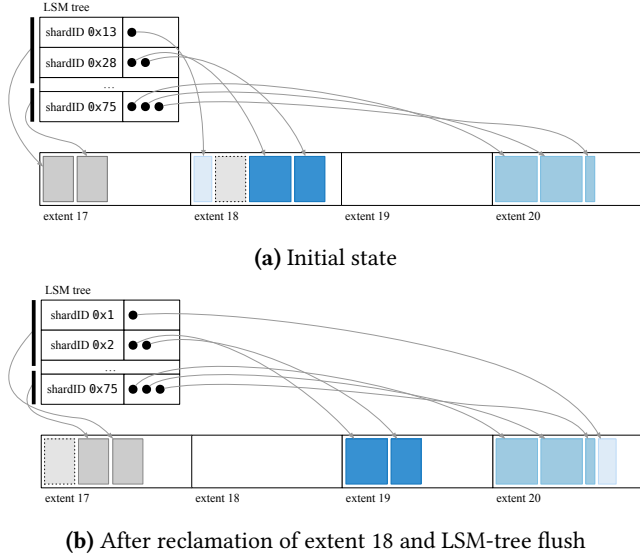 LSM tree
shardID 0x13
shardID 0x28
...
shardID 0x75
extent 17 extent 18 extent 19 extent 20
(a) Initial state
LSM tree
shardID 0x1
shardID 0x2
...
shardID 0x75
extent 17 extent 18 extent 19 extent 20
(b) After reclamation of extent 18 and LSM-tree flush